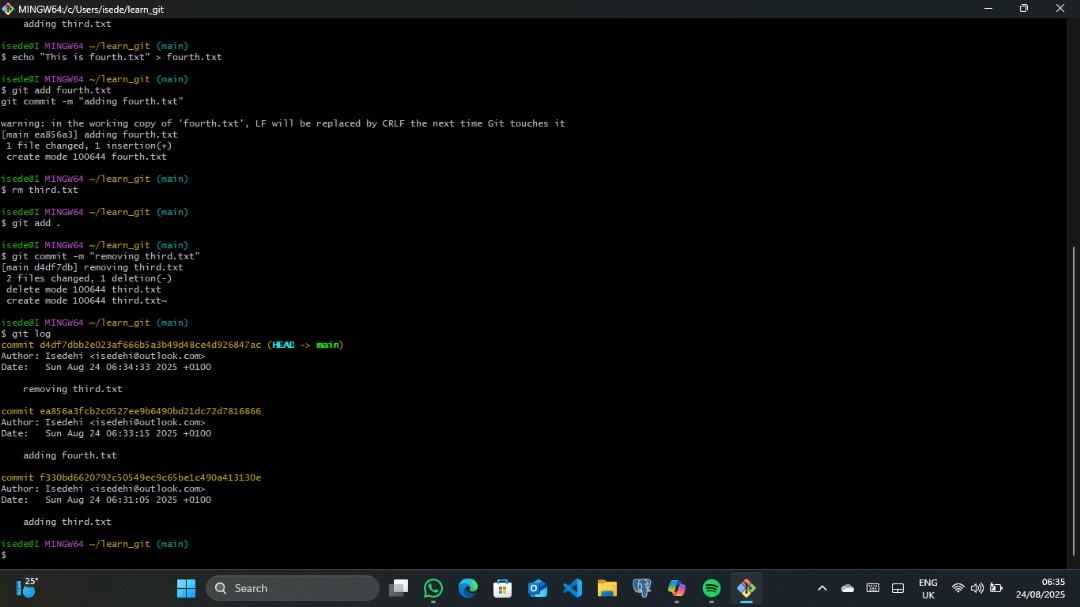 MINGW64:/c/Users/isede/learn_git
adding third.txt
isede@I MINGW64 ~/learn_git (main)
$ echo "This is fourth.txt" > fourth.txt
isede@I MINGW64 ~/learn_git (main)
$ git add fourth.txt
git commit -m "adding fourth.txt"
warning: in the working copy of 'fourth.txt', LF will be replaced by CRLF the next time Git touches it
[main ea856a3] adding fourth.txt
1 file changed, 1 insertion(+)
create mode 100644 fourth.txt
isede@I MINGW64 ~/learn_git (main)
$ rm third.txt
isede@I MINGW64 ~/learn_git (main)
$ git add .
isede@I MINGW64 ~/learn_git (main)
$ git commit -m "removing third.txt"
[main d4df7db] removing third.txt
2 files changed, 1 deletion(-)
delete mode 100644 third.txt
create mode 100644 third.txt~
isede@I MINGW64 ~/learn_git (main)
$ git log
commit d4df7dbb2e023af666b5a3b49d48ce4d926847ac (HEAD -> main)
Author: Isedehi <isedehi@outlook.com>
Date:   Sun Aug 24 06:34:33 2025 +0100
removing third.txt
commit ea856a3fcb2c0527ee9b6490bd21dc72d7816866
Author: Isedehi <isedehi@outlook.com>
Date:   Sun Aug 24 06:33:15 2025 +0100
adding fourth.txt
commit f330bd6620792c50549ec9c65be1c490a413130e
Author: Isedehi <isedehi@outlook.com>
Date:   Sun Aug 24 06:31:05 2025 +0100
adding third.txt
isede@I MINGW64 ~/learn_git (main)
$
25°
Search
ENG
UK
06:35
24/08/2025